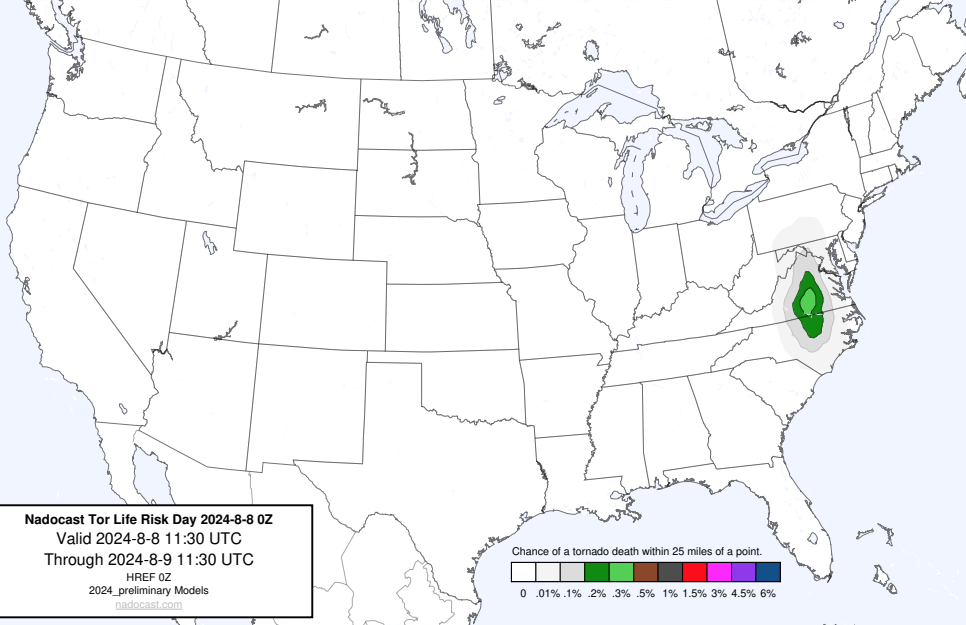 Nadocast Tor Life Risk Day 2024-8-8 0Z
Valid 2024-8-8 11:30 UTC
Through 2024-8-9 11:30 UTC
HREF 0Z
2024_preliminary Models
nadocast.com
Chance of a tornado death within 25 miles of a point.
0 .01% .1% .2% .3% .5% 1% 1.5% 3% 4.5% 6%